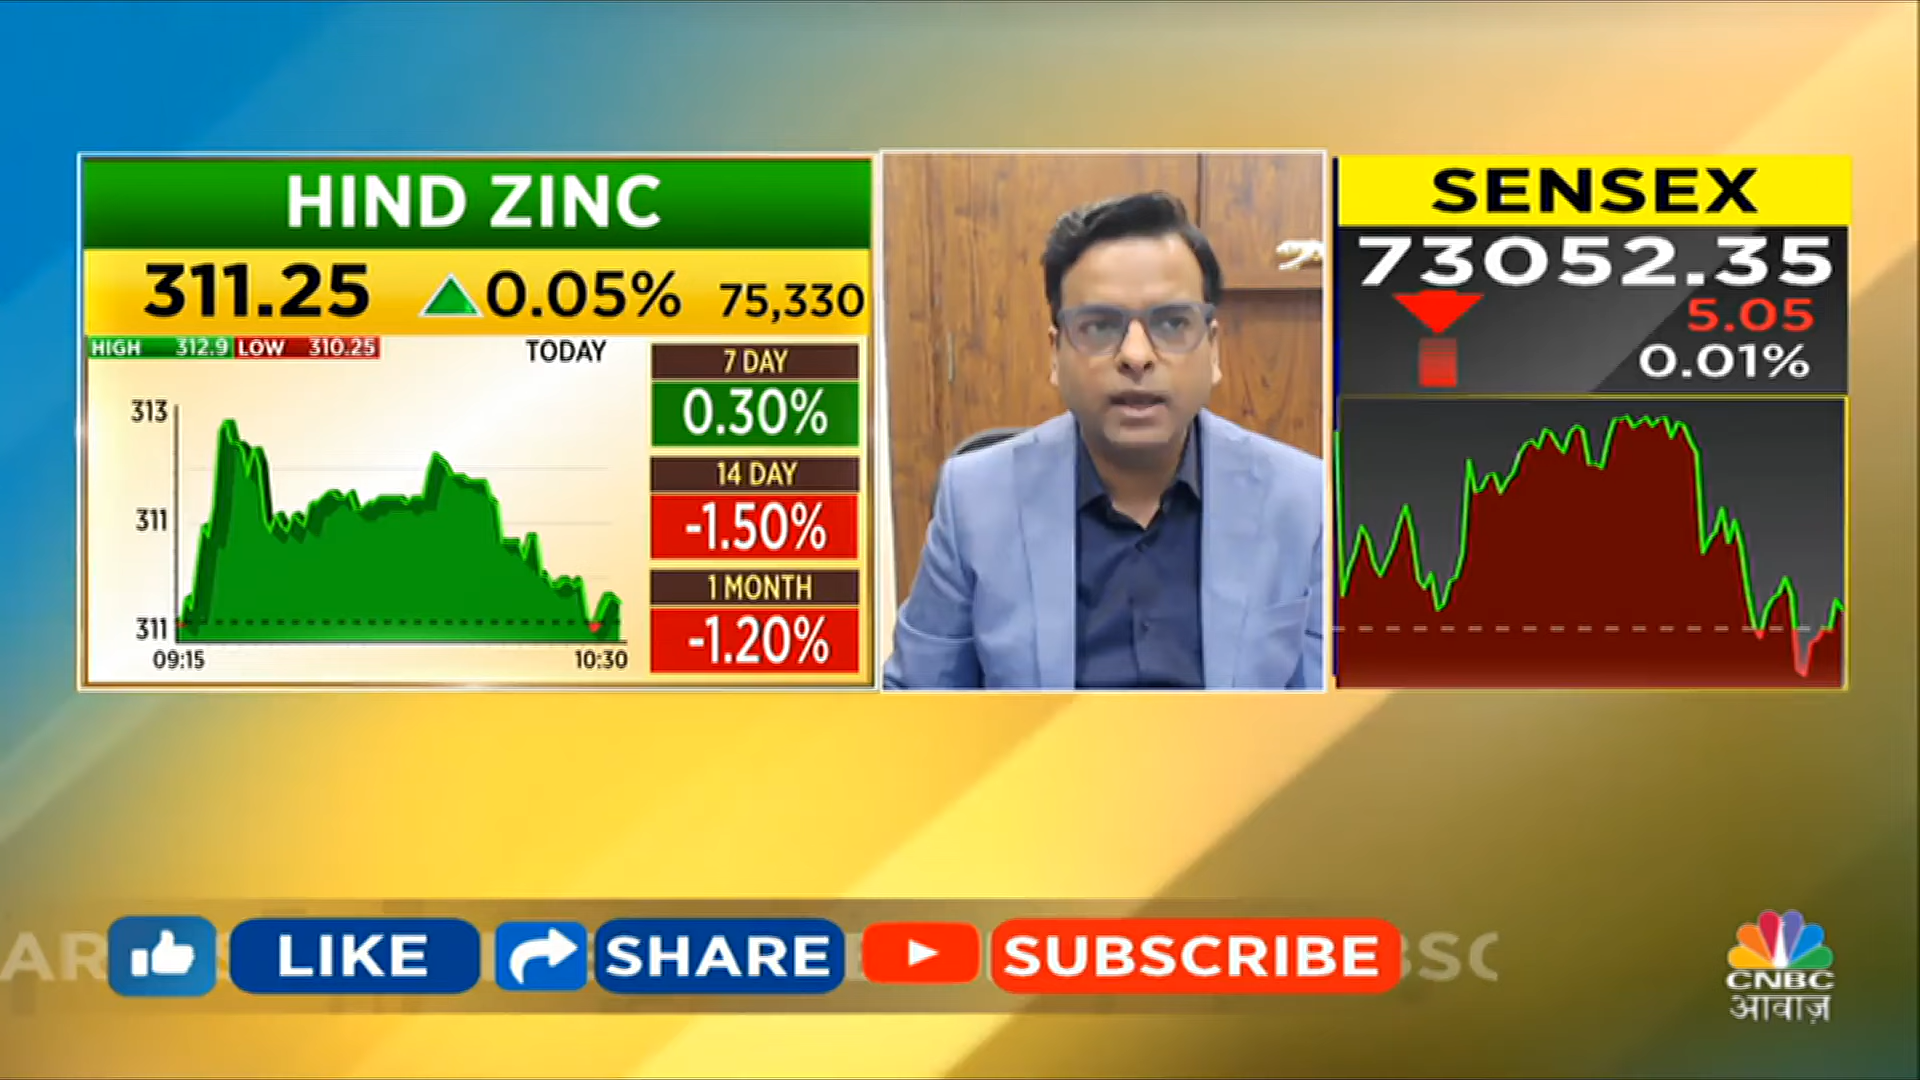 HIND ZINC
311.25 0.05% 75,330
HIGH 312.9 LOW 310.25
TODAY
313
311
311
09:15 10:30
7 DAY
0.30%
14 DAY
-1.50%
1 MONTH
-1.20%
SENSEX
73052.35
5.05
0.01%
LIKE SHARE SUBSCRIBE
CNBC
आवाज़